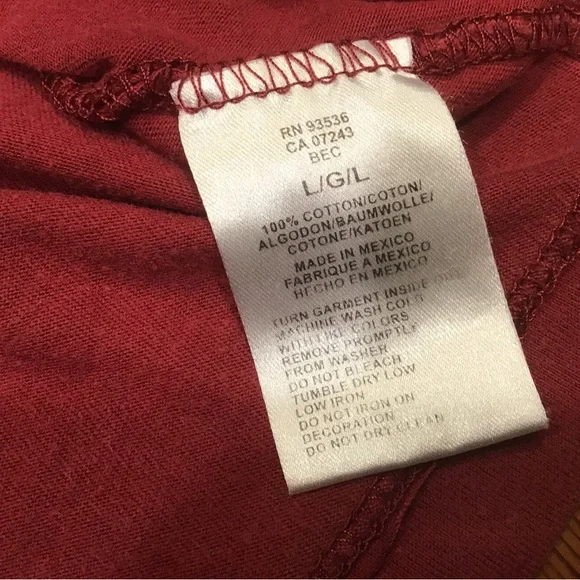 RN 93536
CA 07243
BEC
L/G/L
100% COTTON/COTON/
ALGODON/BAUMWOLLE/
COTONE/KATOEN
MADE IN MEXICO
FABRIQUE A MEXICO
HECHO EN MEXICO
TURN GARMENT INSIDE OUT
MACHINE WASH COLD
WITH LIKE COLORS
REMOVE PROMPTLY
FROM WASHER
DO NOT BLEACH
TUMBLE DRY LOW
LOW IRON
DO NOT IRON ON
DECORATION
DO NOT DRY CLEAN